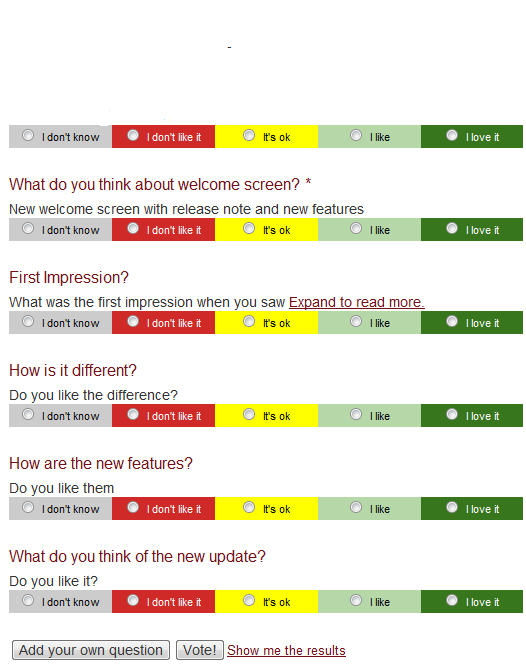 -
I don't know I don't like it It's ok I like I love it
What do you think about welcome screen? *
New welcome screen with release note and new features
I don't know I don't like it It's ok I like I love it
First Impression?
What was the first impression when you saw Expand to read more.
I don't know I don't like it It's ok I like I love it
How is it different?
Do you like the difference?
I don't know I don't like it It's ok I like I love it
How are the new features?
Do you like them
I don't know I don't like it It's ok I like I love it
What do you think of the new update?
Do you like it?
I don't know I don't like it It's ok I like I love it
Add your own question Vote! Show me the results